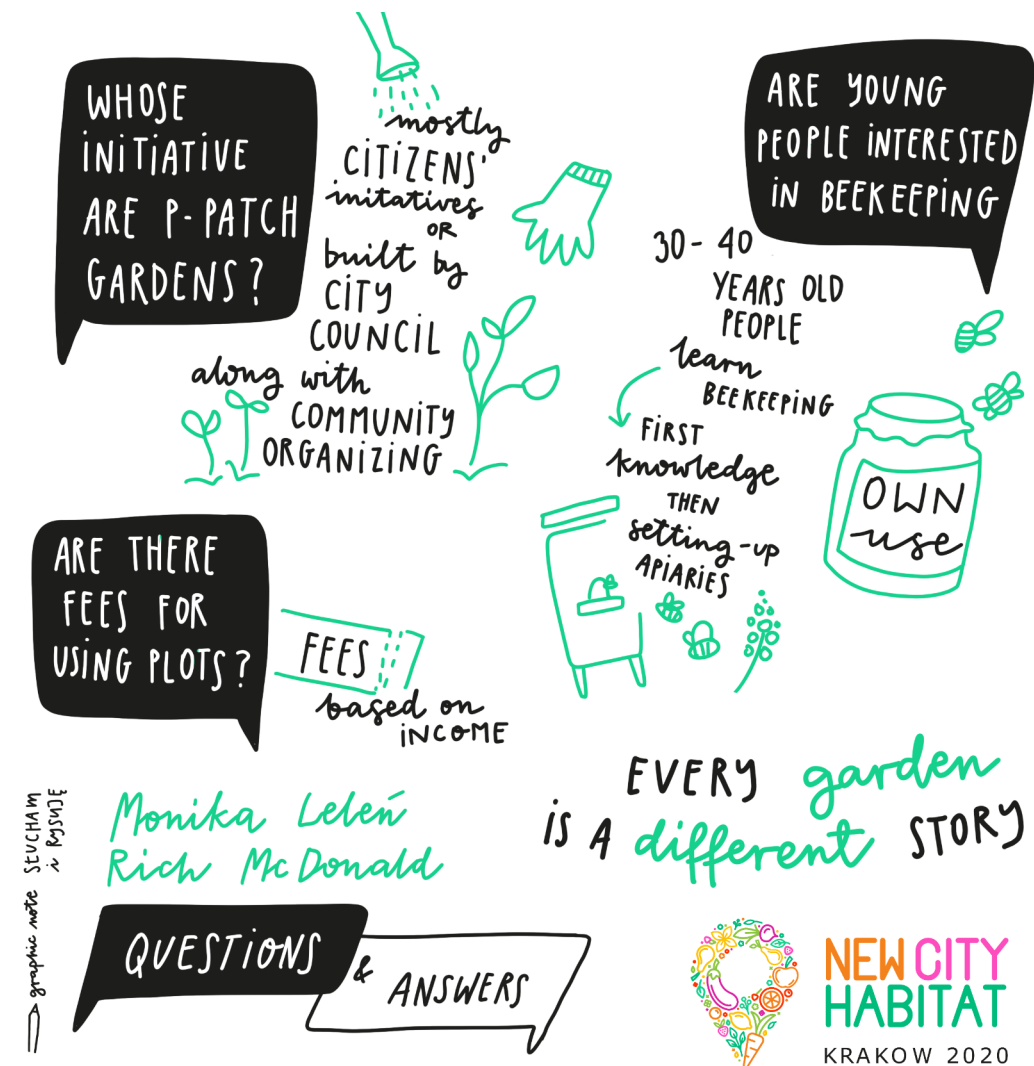 WHOSE
INITIATIVE
ARE P-PATCH
GARDENS?
mostly
CITIZENS'
initatives
OR
built by
CITY
COUNCIL
along with
COMMUNITY
ORGANIZING
ARE YOUNG
PEOPLE INTERESTED
IN BEEKEEPING
30-40
YEARS OLD
PEOPLE
learn
BEEKEEPING
FIRST
knowledge
THEN
setting-up
APIARIES
OWN
use
ARE THERE
FEES FOR
USING PLOTS?
FEES
based on
INCOME
EVERY garden
IS A different STORY
Monika Leleń
Rich McDonald
QUESTIONS
&
ANSWERS
graphic note SŁUCHAM
i RYSUJĘ
NEW CITY
HABITAT
KRAKOW 2020